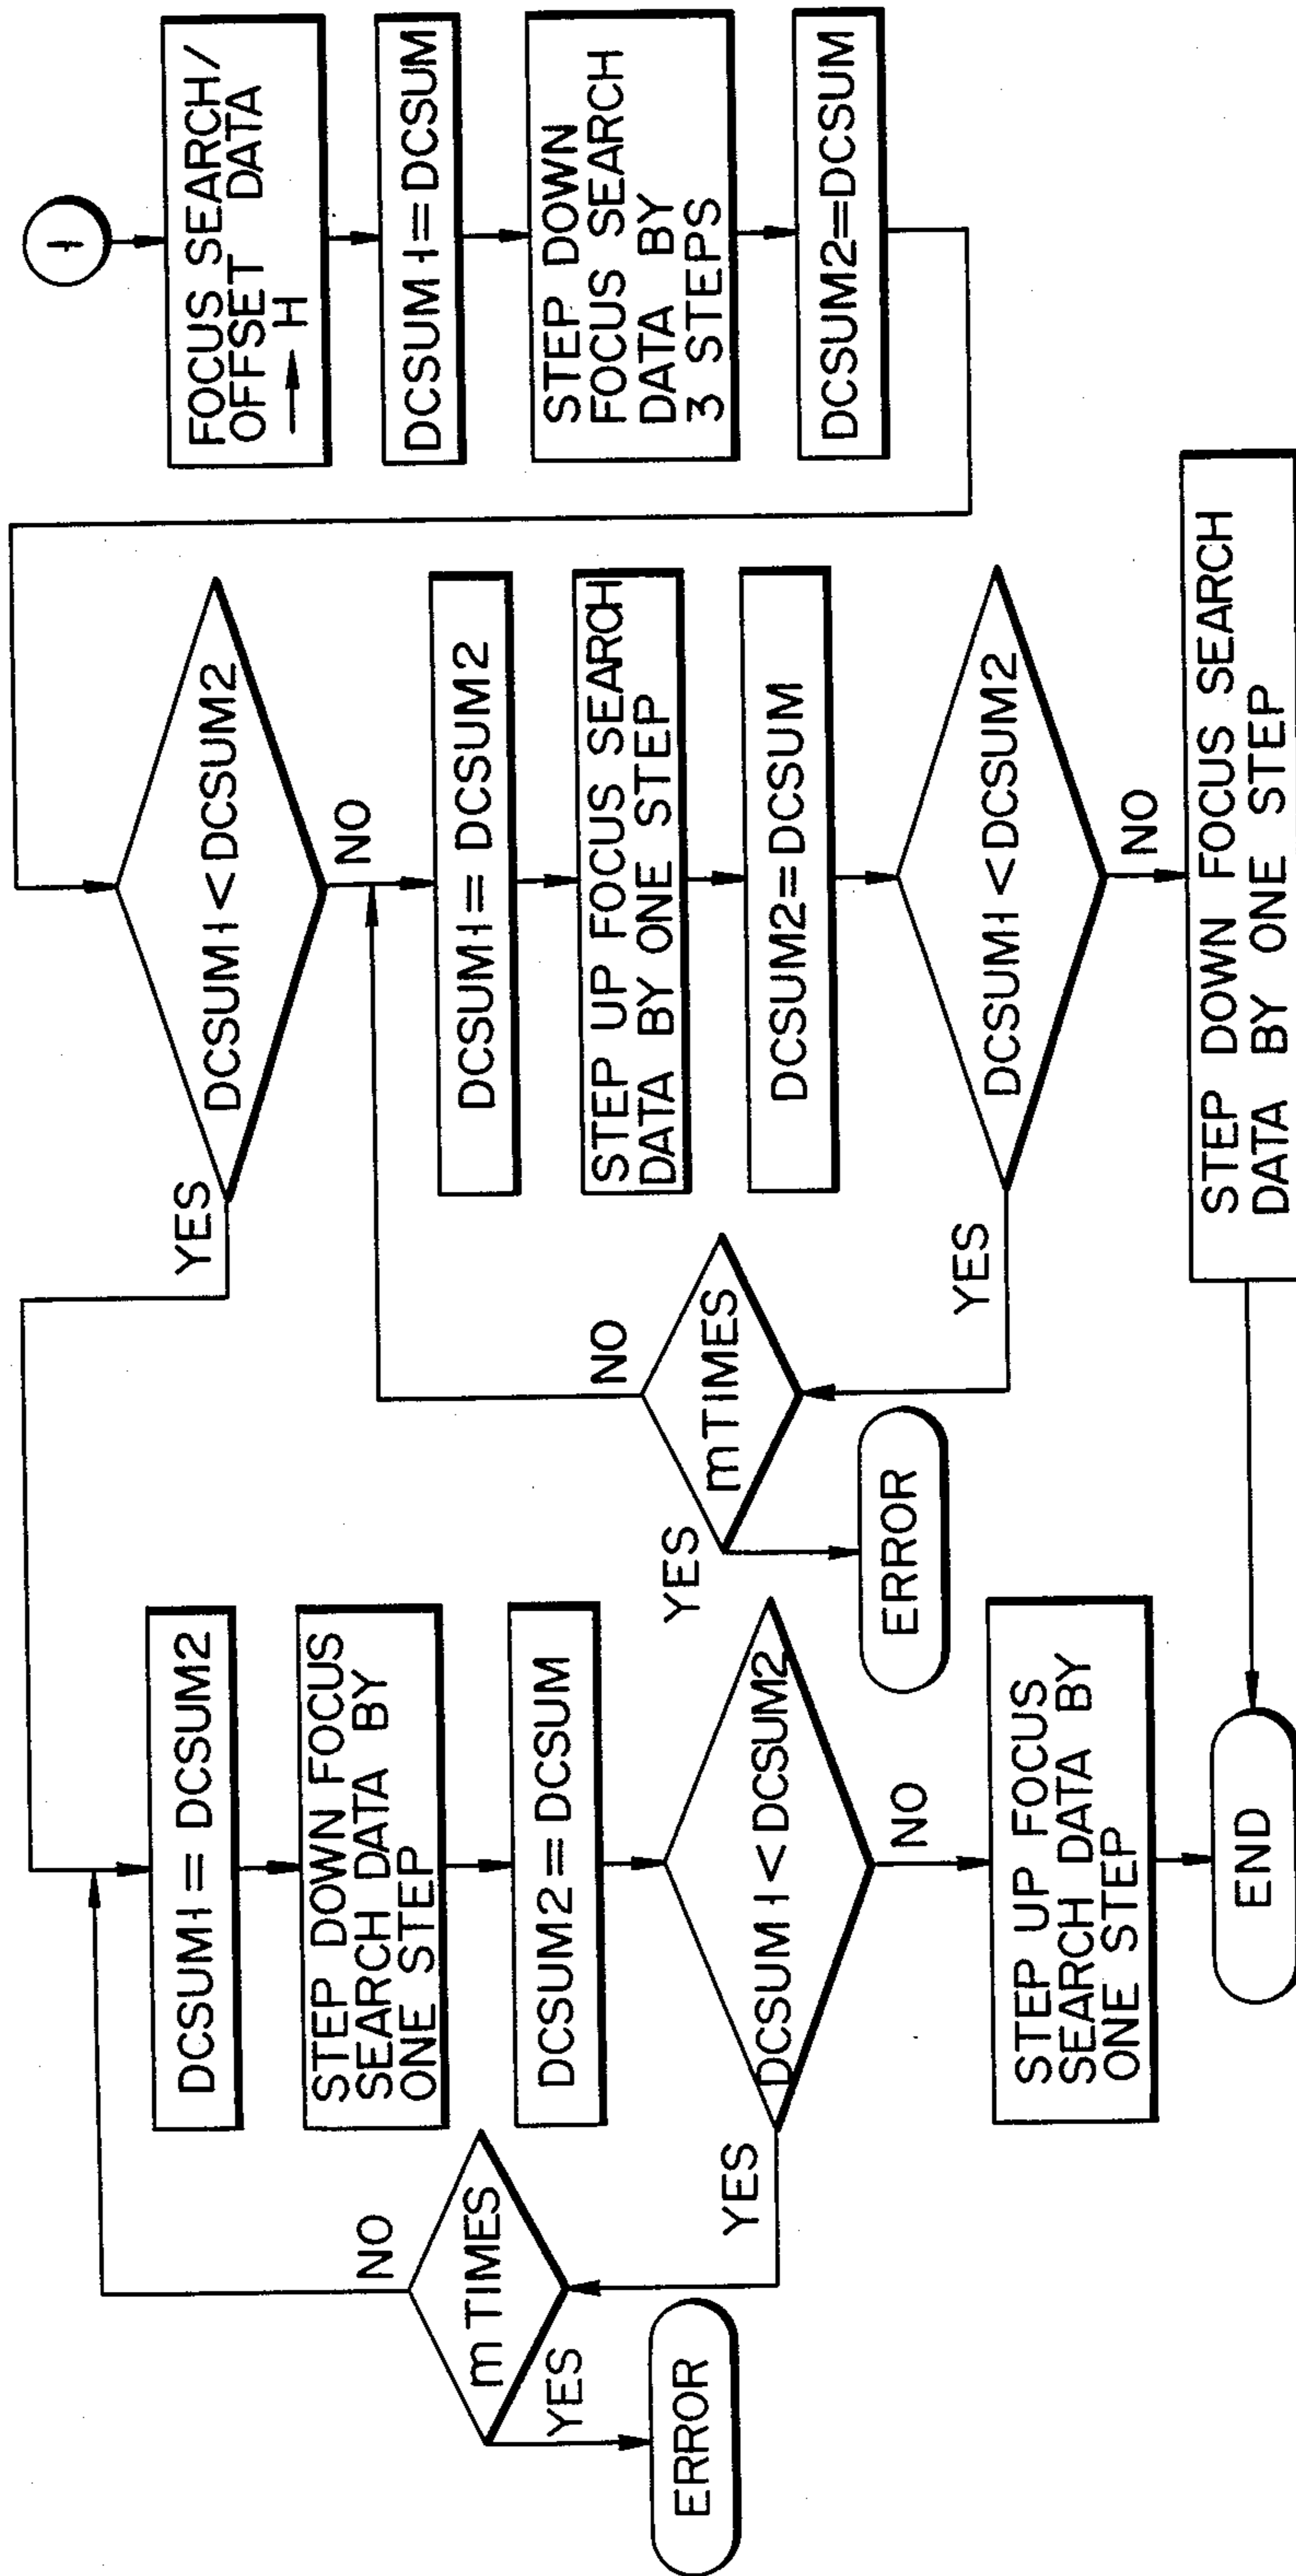 1
FOCUS SEARCH/
OFFSET DATA
→ H
DCSUM1=DCSUM
STEP DOWN
FOCUS SEARCH
DATA BY
3 STEPS
DCSUM2=DCSUM
DCSUM1<DCSUM2
YES
NO
DCSUM1=DCSUM2
STEP UP FOCUS SEARCH
DATA BY ONE STEP
DCSUM2=DCSUM
DCSUM1<DCSUM2
YES
NO
m TIMES
NO
YES
ERROR
STEP DOWN FOCUS SEARCH
DATA BY ONE STEP
DCSUM1=DCSUM2
STEP DOWN FOCUS
SEARCH DATA BY
ONE STEP
DCSUM2=DCSUM
DCSUM1<DCSUM2
YES
NO
m TIMES
NO
YES
ERROR
STEP UP FOCUS
SEARCH DATA BY
ONE STEP
END